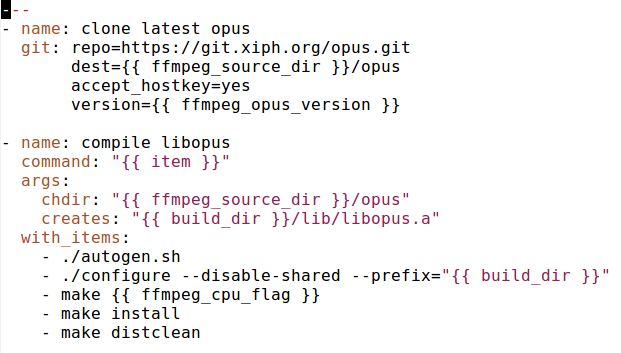 ---
- name: clone latest opus
  git: repo=https://git.xiph.org/opus.git
       dest={{ ffmpeg_source_dir }}/opus
       accept_hostkey=yes
       version={{ ffmpeg_opus_version }}

- name: compile libopus
  command: "{{ item }}"
  args:
    chdir: "{{ ffmpeg_source_dir }}/opus"
    creates: "{{ build_dir }}/lib/libopus.a"
  with_items:
    - ./autogen.sh
    - ./configure --disable-shared --prefix="{{ build_dir }}"
    - make {{ ffmpeg_cpu_flag }}
    - make install
    - make distclean